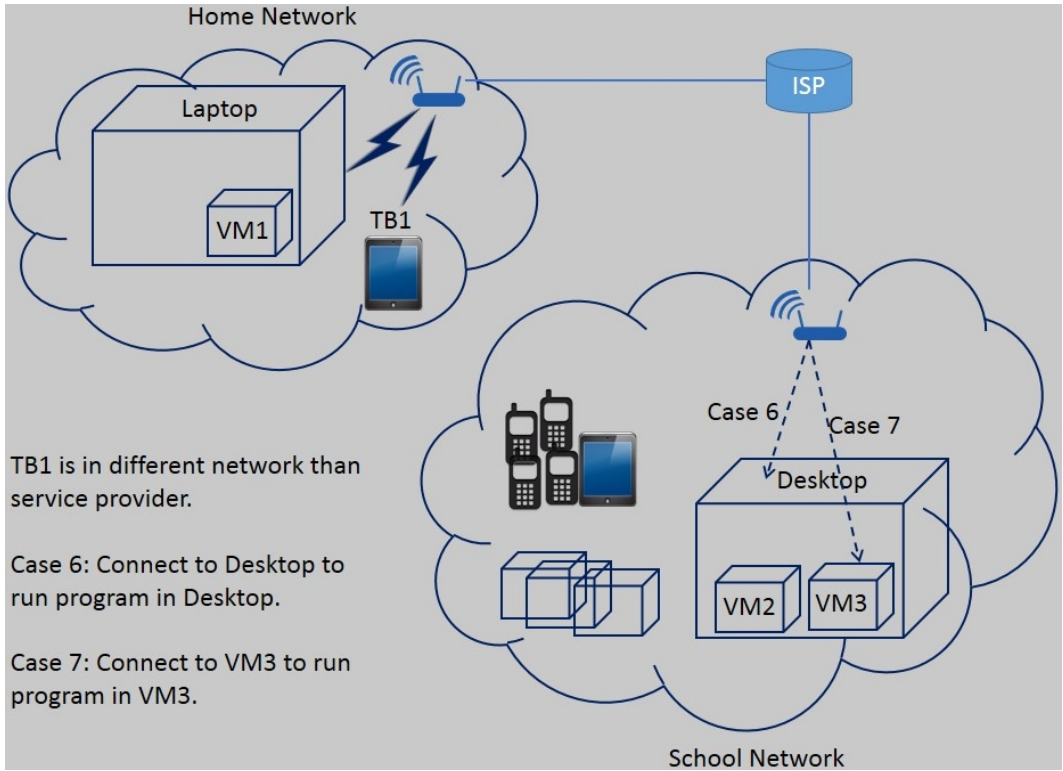 Home Network
ISP
Laptop
VM1
TB1
Case 6
Case 7
Desktop
VM2
VM3
TB1 is in different network than
service provider.
Case 6: Connect to Desktop to
run program in Desktop.
Case 7: Connect to VM3 to run
program in VM3.
School Network